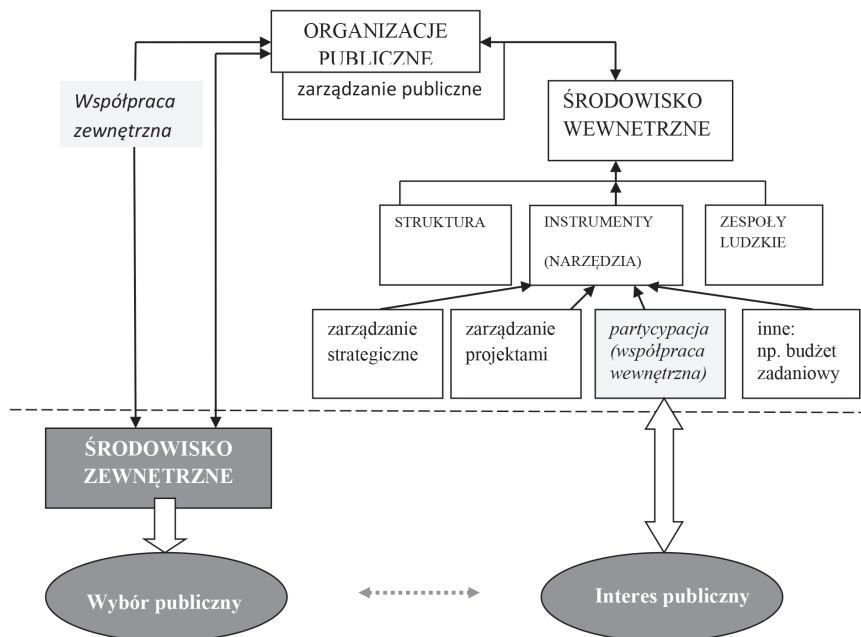 ORGANIZACJE
PUBLICZNE
zarządzanie publiczne
Współpraca
zewnętrzna
ŚRODOWISKO
WEWNETRZNE
STRUKTURA
INSTRUMENTY
(NARZĘDZIA)
ZESPOŁY
LUDZKIE
zarządzanie
strategiczne
zarządzanie
projektami
partycypacja
(współpraca
wewnętrzna)
inne:
np. budżet
zadaniowy
ŚRODOWISKO
ZEWNĘTRZNE
Wybór publiczny
Interes publiczny